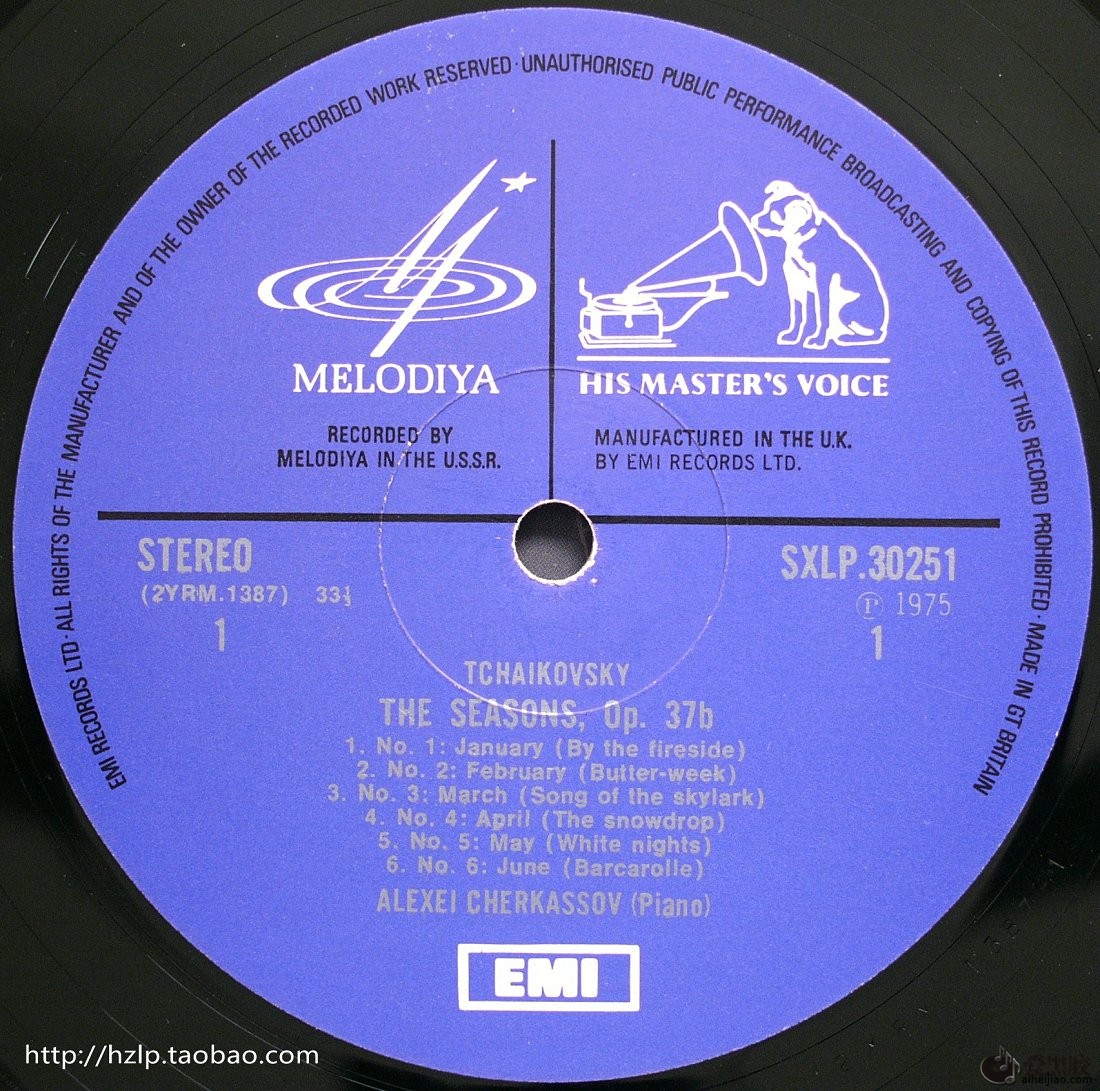 EMI RECORDS LTD · ALL RIGHTS OF THE MANUFACTURER AND OF THE OWNER OF THE RECORDED WORK RESERVED · UNAUTHORISED PUBLIC PERFORMANCE BROADCASTING AND COPYING OF THIS RECORD PROHIBITED · MADE IN GT BRITAIN
MELODIYA
HIS MASTER'S VOICE
RECORDED BY
MELODIYA IN THE U.S.S.R.
MANUFACTURED IN THE U.K.
BY EMI RECORDS LTD.
STEREO
(2YRM.1387) 33⅓
1
SXLP.30251
Ⓟ 1975
1
TCHAIKOVSKY
THE SEASONS, Op. 37b
1. No. 1: January (By the fireside)
2. No. 2: February (Butter-week)
3. No. 3: March (Song of the skylark)
4. No. 4: April (The snowdrop)
5. No. 5: May (White nights)
6. No. 6: June (Barcarolle)
ALEXEI CHERKASSOV (Piano)
EMI
http://hzlp.taobao.com
aiheijiao.com